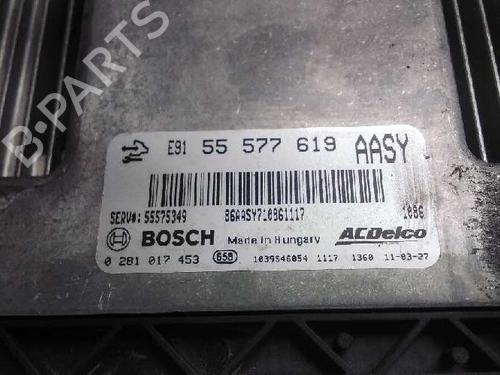 B-PARTS
E91 55 577 619 AASY
SERV#: 55575349 86AASY710861117 1086
BOSCH Made in Hungary ACDelco
0 281 017 453 658 1039S46054 1117 1360 11-03-27